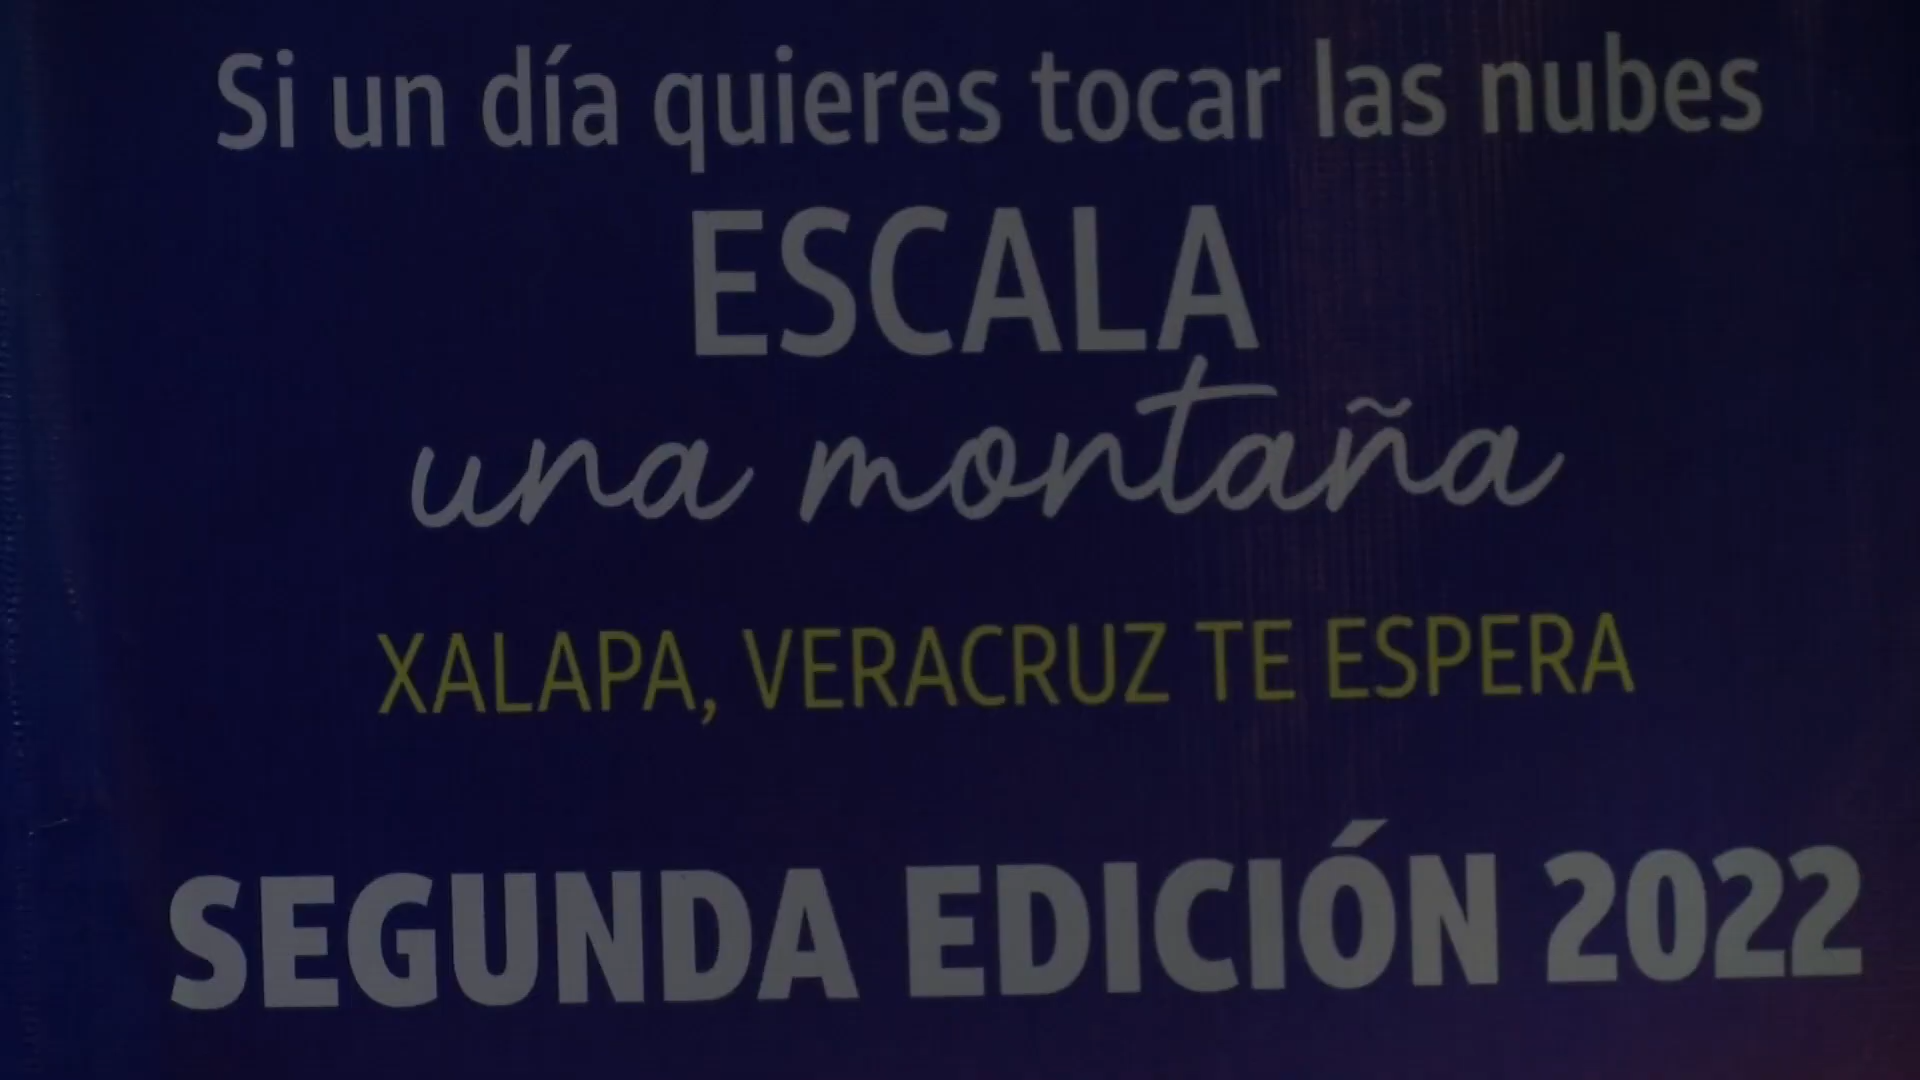 Si un día quieres tocar las nubes
ESCALA
una montaña
XALAPA, VERACRUZ TE ESPERA
SEGUNDA EDICIÓN 2022